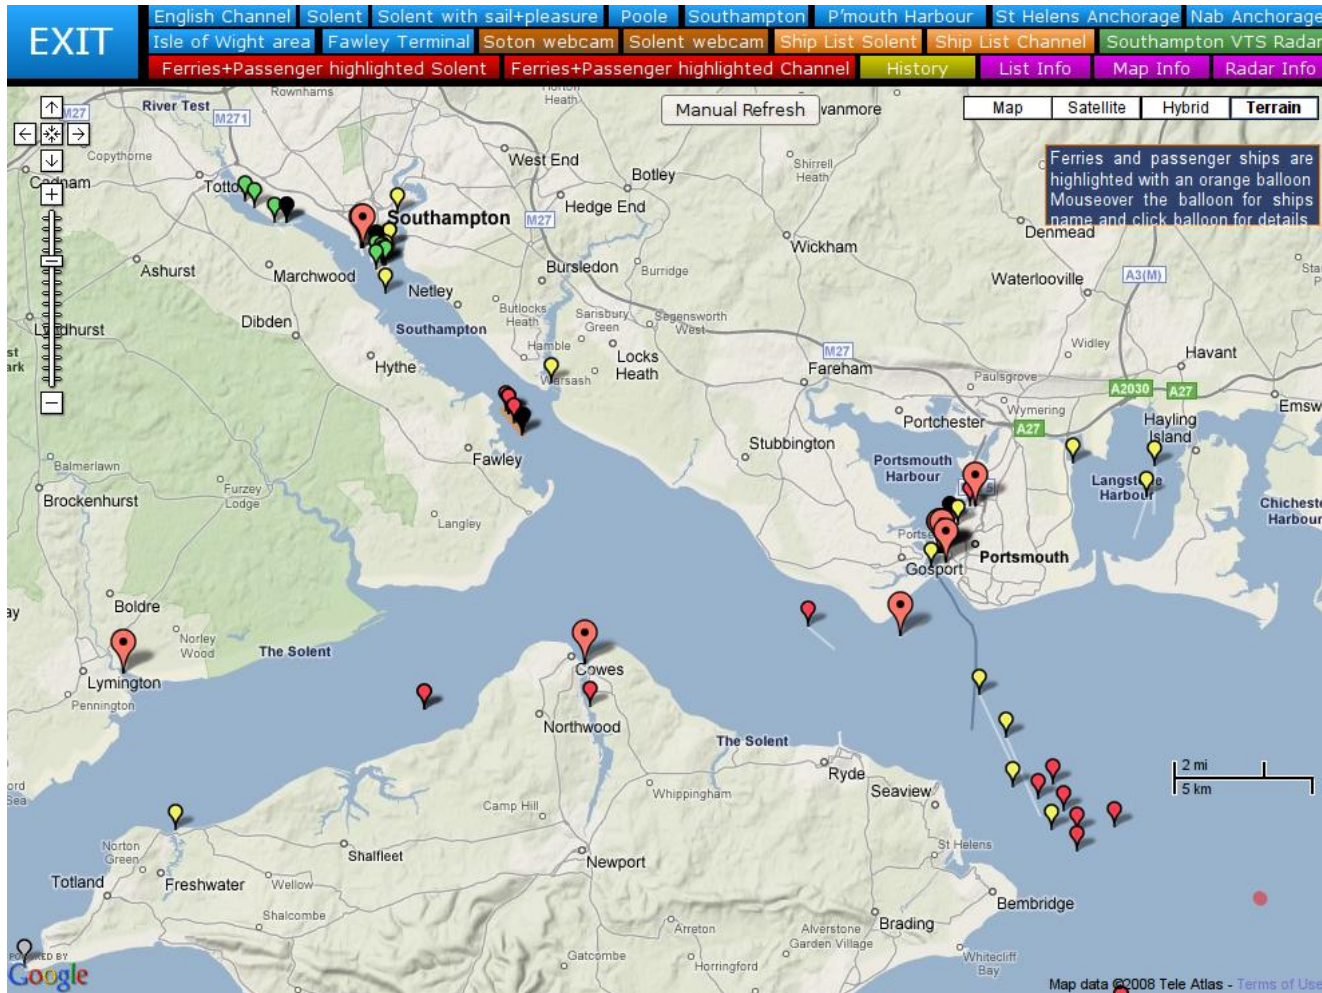 EXIT
English Channel Solent Solent with sail+pleasure Poole Southampton P'mouth Harbour St Helens Anchorage Nab Anchorage
Isle of Wight area Fawley Terminal Soton webcam Solent webcam Ship List Solent Ship List Channel Southampton VTS Radar
Ferries+Passenger highlighted Solent Ferries+Passenger highlighted Channel History List Info Map Info Radar Info
Manual Refresh
Map Satellite Hybrid Terrain
Ferries and passenger ships are
highlighted with an orange balloon
Mouseover the balloon for ships
name and click balloon for details
Rownhams
River Test
M27
M271
Copythorne
West End
Botley
Shirrell
Heath
Hedge End
Southampton
M27
Denmead
Wickham
Ashurst
Marchwood
Bursledon
Burridge
Waterlooville
A3(M)
Netley
Butlocks
Heath
Sarisbury
Green
Segensworth
West
Dibden
Southampton
Hamble
Locks
Heath
Hythe
Warsash
M27
Fareham
Widley
Havant
Paulsgrove
A2030
A27
Wymering
Portchester
A27
Hayling
Island
Stubbington
Fawley
Portsmouth
Harbour
Balmerlawn
Brockenhurst
Furzey
Lodge
Langley
Harbour
Portsmouth
Gosport
Boldre
Norley
Wood
The Solent
Lymington
Pennington
Cowes
Northwood
The Solent
Ryde
Seaview
2 mi
5 km
Whippingham
Camp Hill
Norton
Green
Shalfleet
Newport
St Helens
Totland
Freshwater
Wellow
Bembridge
Shalcombe
Arreton
Alverstone
Garden Village
Brading
Gatcombe
Horringford
Whitecliff
Bay
Google
Map data ©2008 Tele Atlas - Terms of Use